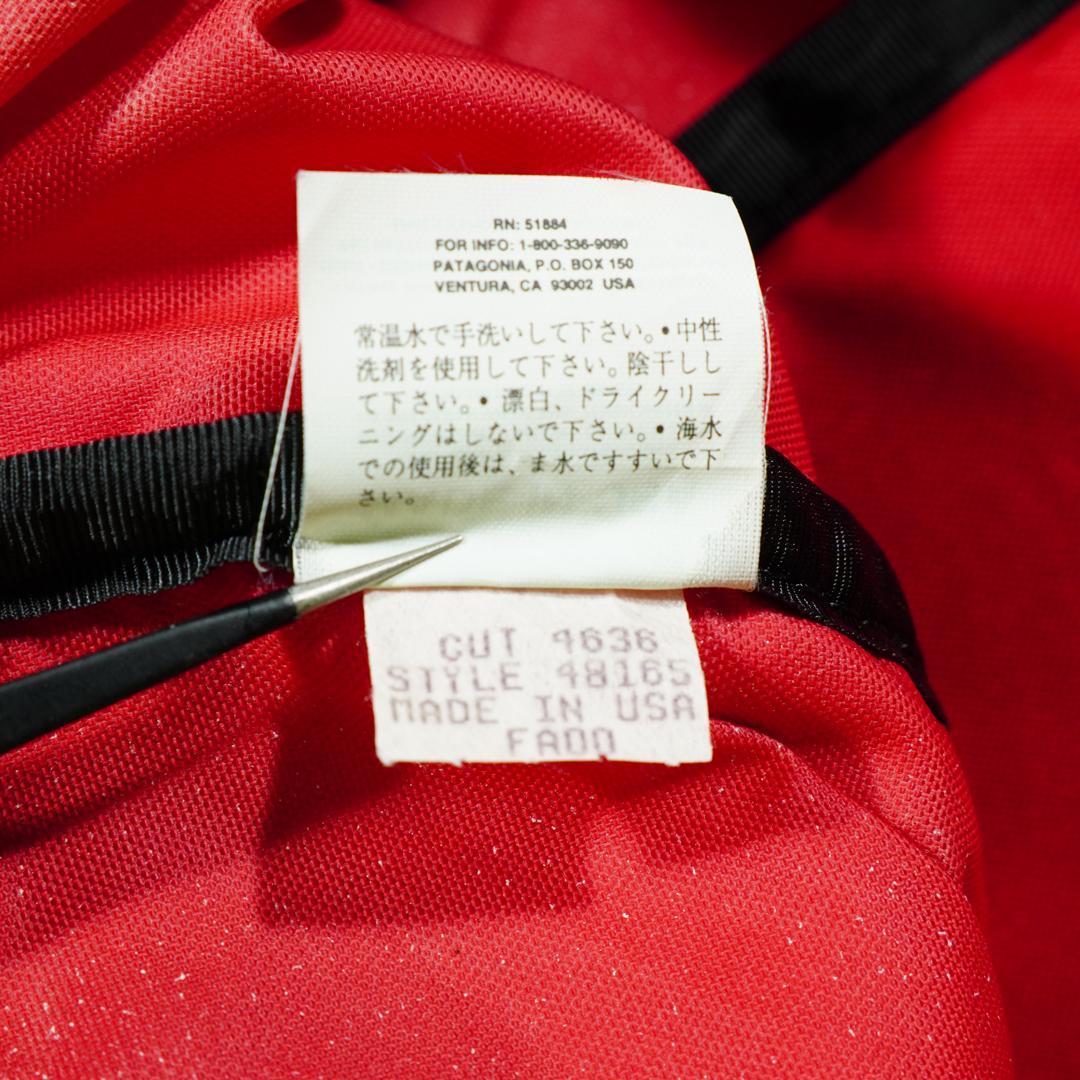 RN: 51884
FOR INFO: 1-800-336-9090
PATAGONIA, P.O. BOX 150
VENTURA, CA 93002 USA
常温水で手洗いして下さい。• 中性
洗剤を使用して下さい。陰干しし
て下さい。• 漂白、ドライクリー
ニングはしないで下さい。• 海水
での使用後は、ま水ですすいで下
さい。
CUT 4636
STYLE 48165
MADE IN USA
FADO